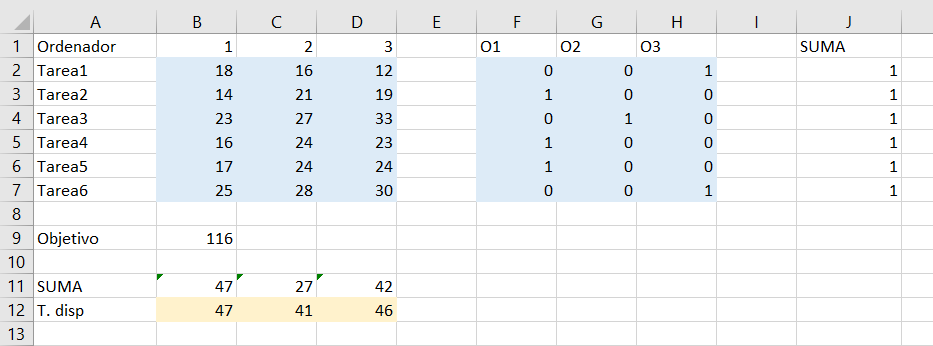 A B C D E F G H I J
1 Ordenador 1 2 3 O1 O2 O3 SUMA
2 Tarea1 18 16 12 0 0 1 1
3 Tarea2 14 21 19 1 0 0 1
4 Tarea3 23 27 33 0 1 0 1
5 Tarea4 16 24 23 1 0 0 1
6 Tarea5 17 24 24 1 0 0 1
7 Tarea6 25 28 30 0 0 1 1
8
9 Objetivo 116
10
11 SUMA 47 27 42
12 T. disp 47 41 46
13